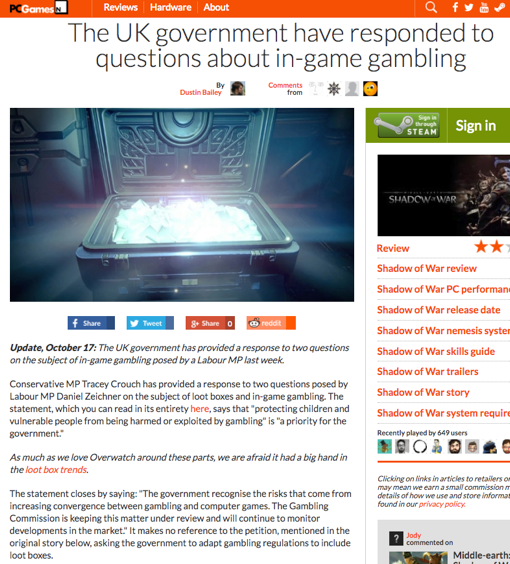 PCGamesN
Reviews Hardware About
The UK government have responded to
questions about in-game gambling
By
Dustin Bailey
Comments
from
Sign in
through
STEAM
Sign in
SHADOW OF WAR
Share
Tweet
Share 0
reddit
Update, October 17: The UK government has provided a response to two questions
on the subject of in-game gambling posed by a Labour MP last week.
Conservative MP Tracey Crouch has provided a response to two questions posed by
Labour MP Daniel Zeichner on the subject of loot boxes and in-game gambling. The
statement, which you can read in its entirety here, says that "protecting children and
vulnerable people from being harmed or exploited by gambling" is "a priority for the
government."
As much as we love Overwatch around these parts, we are afraid it had a big hand in
the loot box trends.
The statement closes by saying: "The government recognise the risks that come from
increasing convergence between gambling and computer games. The Gambling
Commission is keeping this matter under review and will continue to monitor
developments in the market." It makes no reference to the petition, mentioned in the
original story below, asking the government to adapt gambling regulations to include
loot boxes.
Review
Shadow of War review
Shadow of War PC performan
Shadow of War release date
Shadow of War nemesis syster
Shadow of War skills guide
Shadow of War trailers
Shadow of War story
Shadow of War system require
Recently played by 649 users
Clicking on links in articles to retailers o
may mean we earn a small commission
details of how we use and store informat
found in our privacy policy.
?
Jody
commented on
Middle-earth: